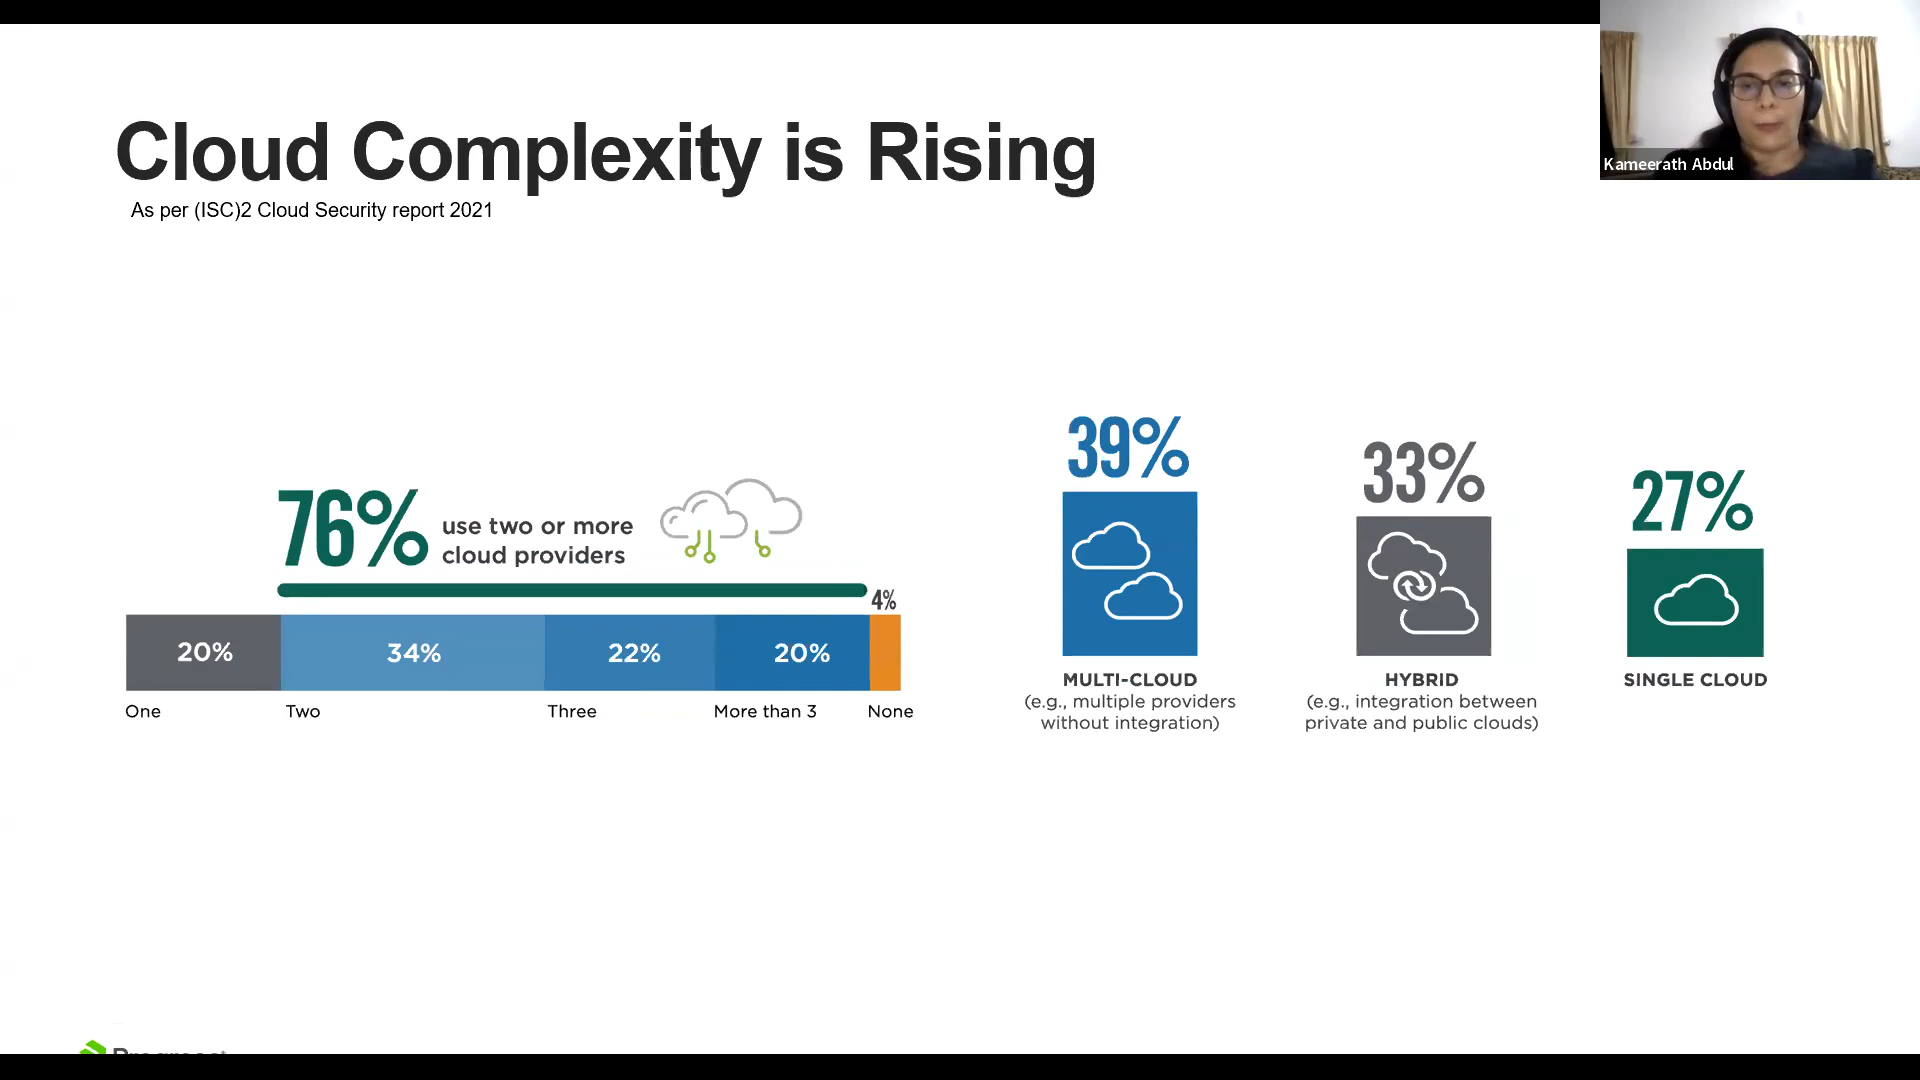 Kameerath Abdul
Cloud Complexity is Rising
As per (ISC)2 Cloud Security report 2021
76%
use two or more
cloud providers
4%
20%
34%
22%
20%
One
Two
Three
More than 3
None
39%
MULTI-CLOUD
(e.g., multiple providers
without integration)
33%
HYBRID
(e.g., integration between
private and public clouds)
27%
SINGLE CLOUD